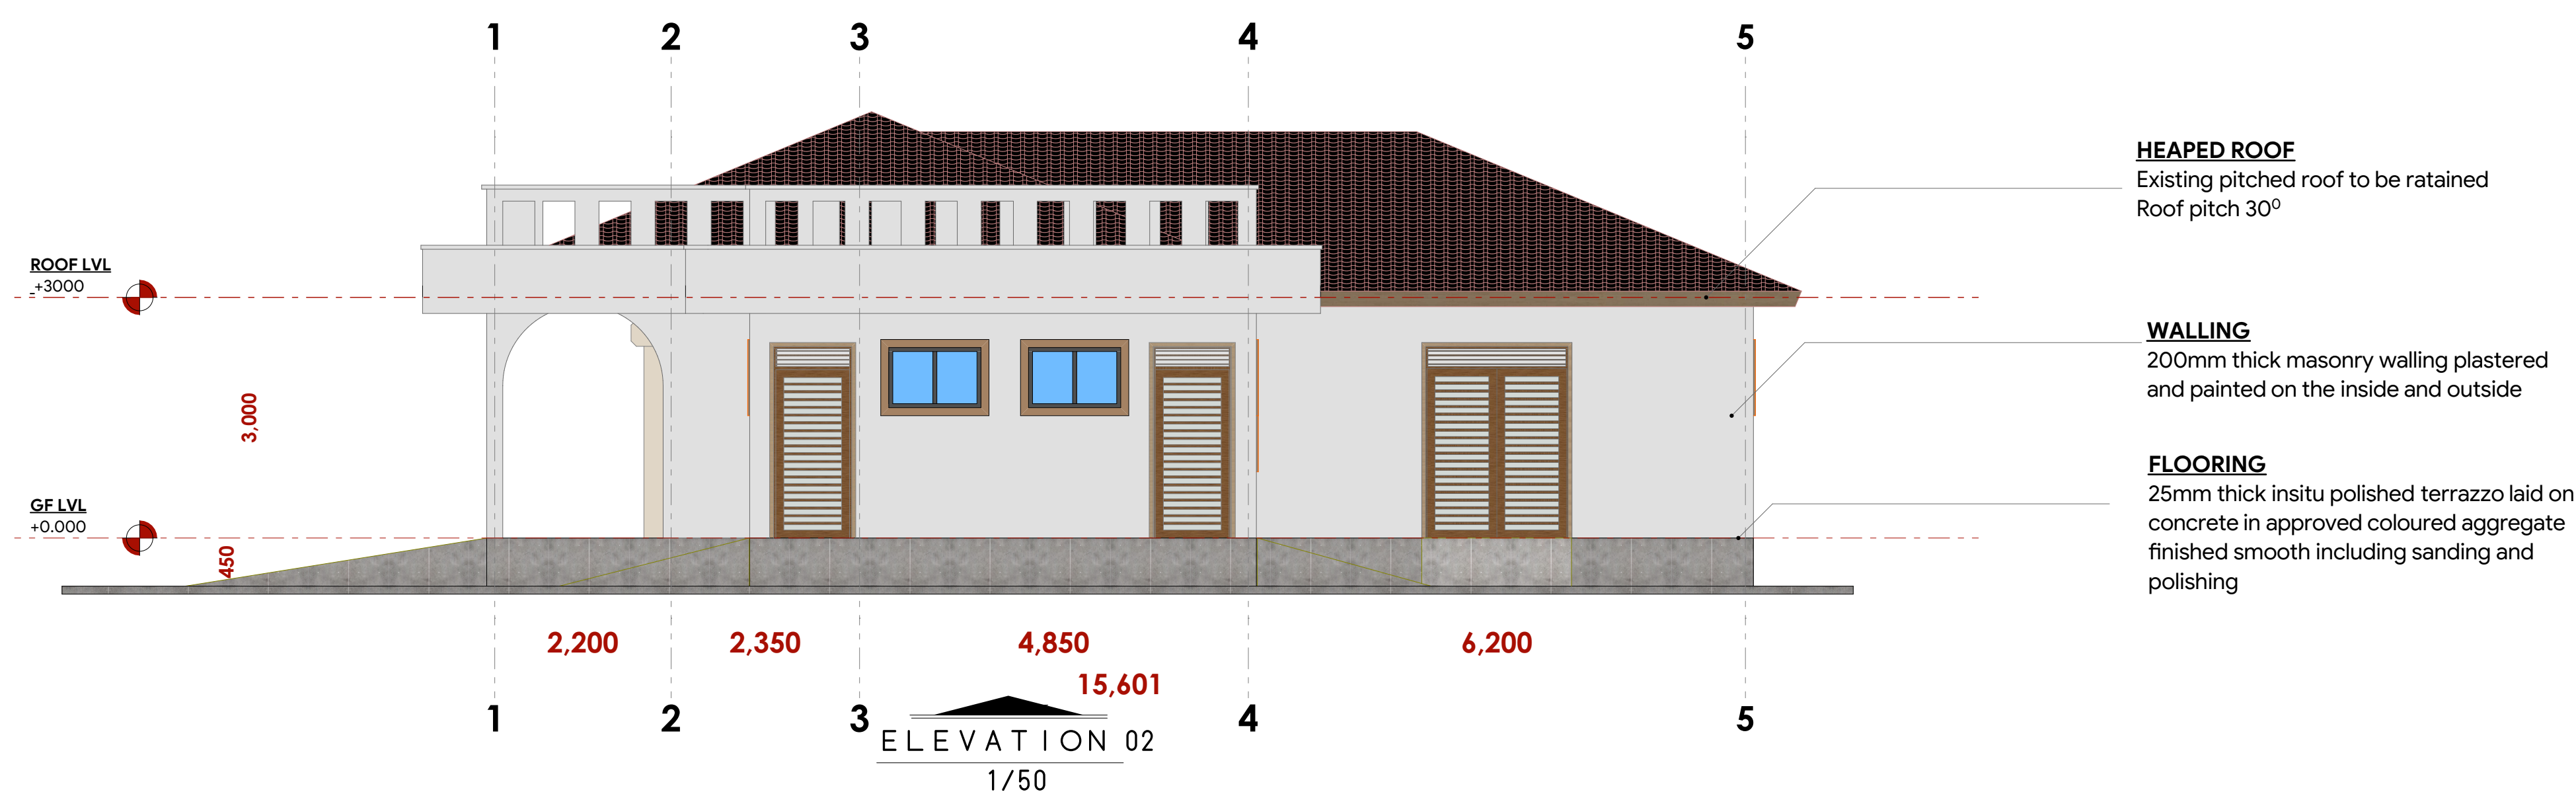 1 2 3 4 5
HEAPED ROOF
Existing pitched roof to be ratained
Roof pitch 30⁰
ROOF LVL
+3000
WALLING
200mm thick masonry walling plastered
and painted on the inside and outside
3,000
FLOORING
25mm thick insitu polished terrazzo laid on
concrete in approved coloured aggregate
finished smooth including sanding and
polishing
GF LVL
+0.000
450
2,200 2,350 4,850 6,200
15,601
1 2 3 4 5
ELEVATION 02
1/50